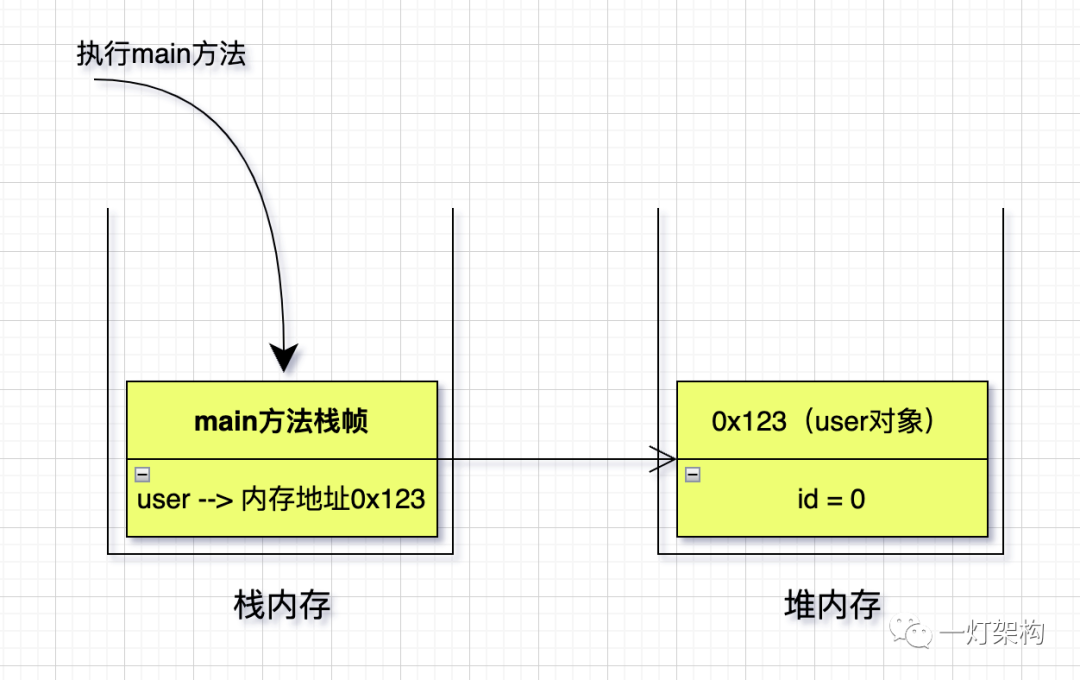 执行main方法
main方法栈帧
0x123（user对象）
user --> 内存地址0x123
id = 0
栈内存
堆内存
一灯架构